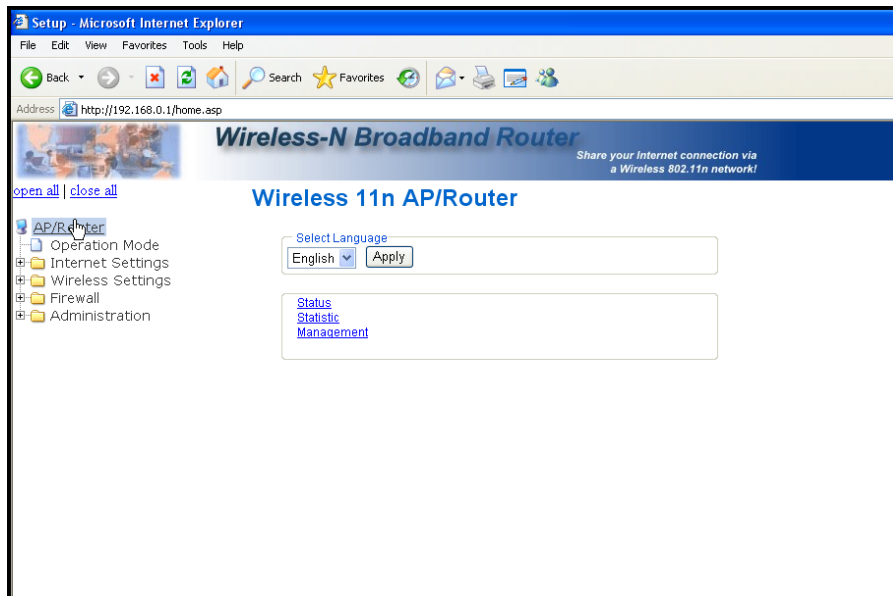 Setup - Microsoft Internet Explorer
File Edit View Favorites Tools Help
Back Search Favorites
Address http://192.168.0.1/home.asp
Wireless-N Broadband Router
Share your Internet connection via
a Wireless 802.11n network!
open all | close all
Wireless 11n AP/Router
AP/Router
Operation Mode
Internet Settings
Wireless Settings
Firewall
Administration
Select Language
English Apply
Status
Statistic
Management